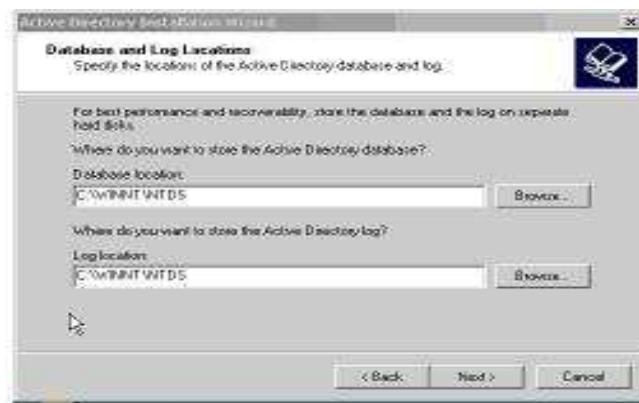 Active Directory Installation Wizard
Database and Log Locations
Specify the locations of the Active Directory database and log.
For best performance and recoverability, store the database and the log on separate
hard disks.
Where do you want to store the Active Directory database?
Database location:
C:\WINNT\NTDS
Browse...
Where do you want to store the Active Directory log?
Log location:
C:\WINNT\NTDS
Browse...
< Back
Next >
Cancel